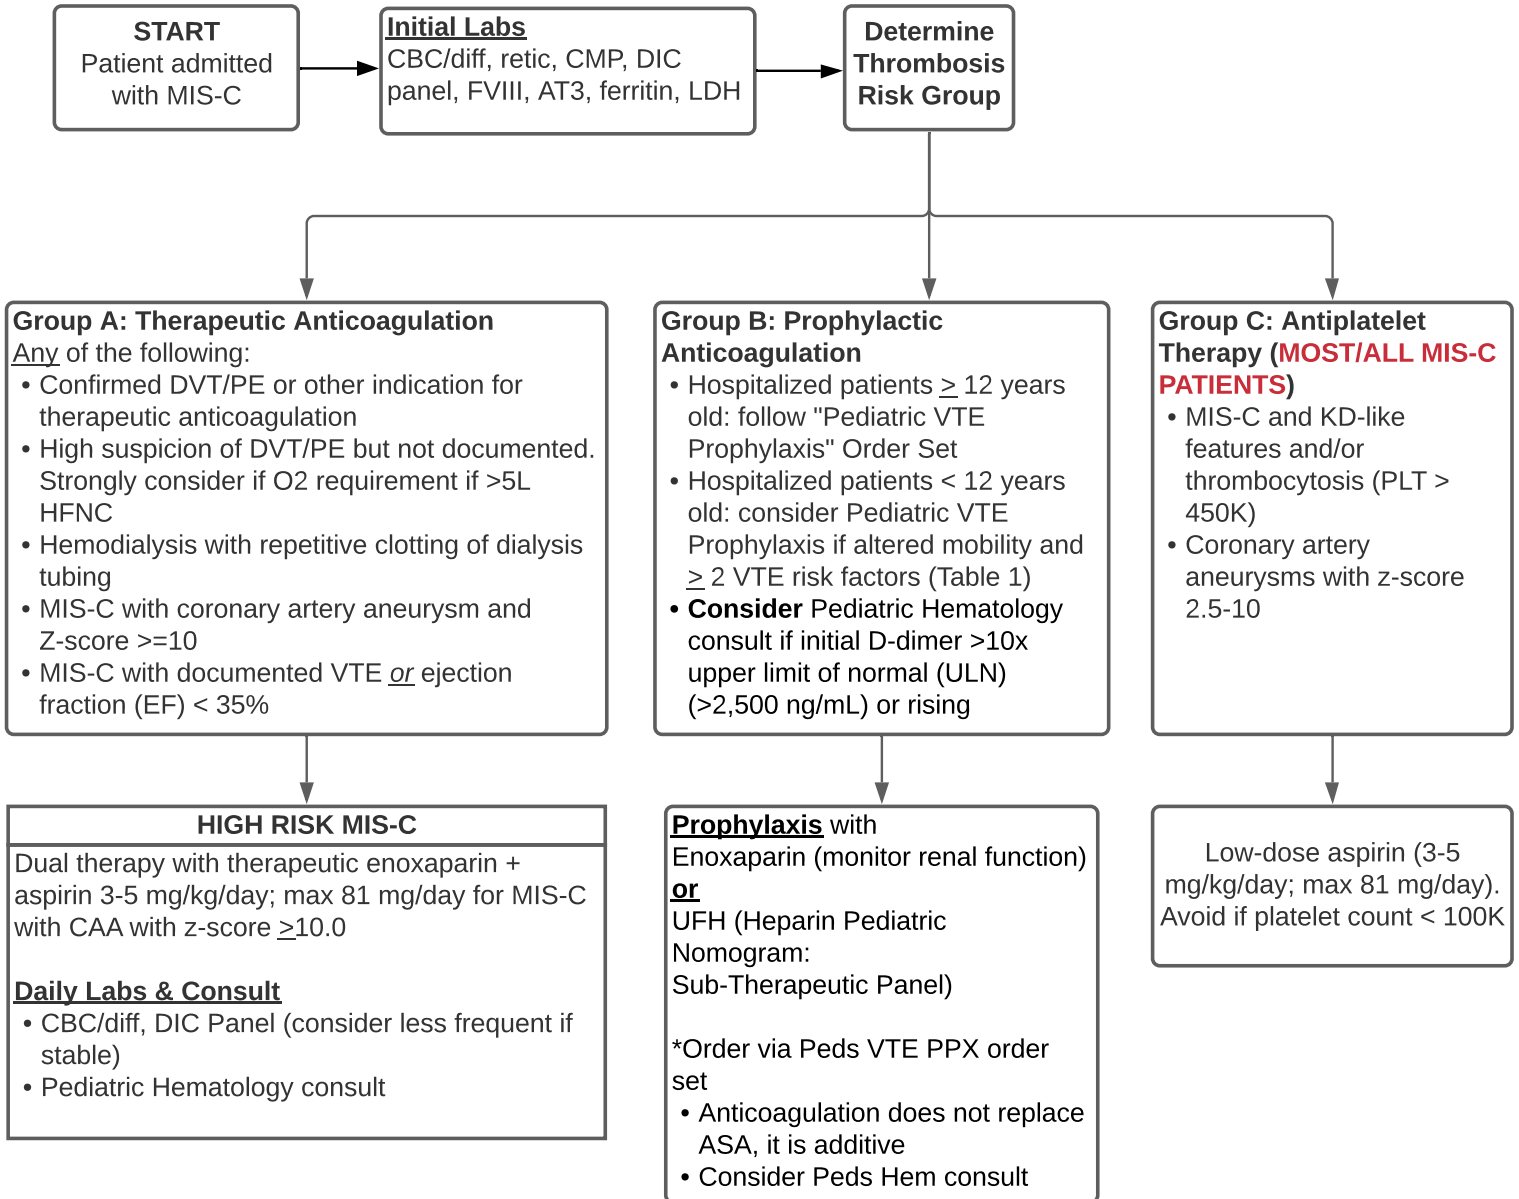 START
Patient admitted
with MIS-C
Initial Labs
CBC/diff, retic, CMP, DIC
panel, FVIII, AT3, ferritin, LDH
Determine
Thrombosis
Risk Group
Group A: Therapeutic Anticoagulation
Any of the following:
• Confirmed DVT/PE or other indication for
therapeutic anticoagulation
• High suspicion of DVT/PE but not documented.
Strongly consider if O2 requirement if >5L
HFNC
• Hemodialysis with repetitive clotting of dialysis
tubing
• MIS-C with coronary artery aneurysm and
Z-score >=10
• MIS-C with documented VTE or ejection
fraction (EF) < 35%
Group B: Prophylactic
Anticoagulation
• Hospitalized patients > 12 years
old: follow "Pediatric VTE
Prophylaxis" Order Set
• Hospitalized patients < 12 years
old: consider Pediatric VTE
Prophylaxis if altered mobility and
> 2 VTE risk factors (Table 1)
• Consider Pediatric Hematology
consult if initial D-dimer >10x
upper limit of normal (ULN)
(>2,500 ng/mL) or rising
Group C: Antiplatelet
Therapy (MOST/ALL MIS-C
PATIENTS)
• MIS-C and KD-like
features and/or
thrombocytosis (PLT >
450K)
• Coronary artery
aneurysms with z-score
2.5-10
HIGH RISK MIS-C
Dual therapy with therapeutic enoxaparin +
aspirin 3-5 mg/kg/day; max 81 mg/day for MIS-C
with CAA with z-score >10.0
Daily Labs & Consult
• CBC/diff, DIC Panel (consider less frequent if
stable)
• Pediatric Hematology consult
Prophylaxis with
Enoxaparin (monitor renal function)
or
UFH (Heparin Pediatric
Nomogram:
Sub-Therapeutic Panel)
*Order via Peds VTE PPX order
set
• Anticoagulation does not replace
ASA, it is additive
• Consider Peds Hem consult
Low-dose aspirin (3-5
mg/kg/day; max 81 mg/day).
Avoid if platelet count < 100K